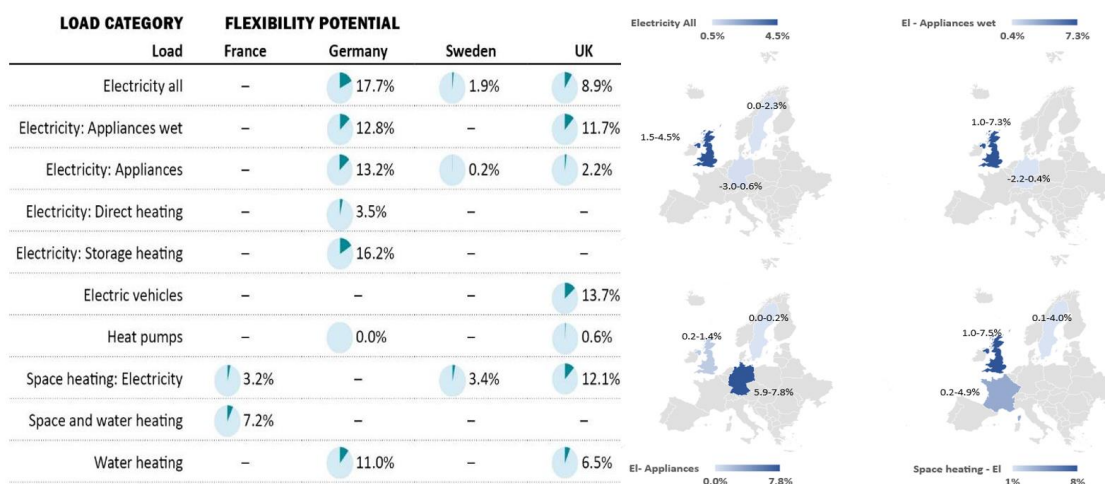 LOAD CATEGORY FLEXIBILITY POTENTIAL
Load France Germany Sweden UK
Electricity all – 17.7% 1.9% 8.9%
Electricity: Appliances wet – 12.8% – 11.7%
Electricity: Appliances – 13.2% 0.2% 2.2%
Electricity: Direct heating – 3.5% – –
Electricity: Storage heating – 16.2% – –
Electric vehicles – – – 13.7%
Heat pumps – 0.0% – 0.6%
Space heating: Electricity 3.2% – 3.4% 12.1%
Space and water heating 7.2% – – –
Water heating – 11.0% – 6.5%
Electricity All
0.5% 4.5%
0.0-2.3%
1.5-4.5%
-3.0-0.6%
El - Appliances wet
0.4% 7.3%
1.0-7.3%
-2.2-0.4%
0.0-0.2%
0.2-1.4%
5.9-7.8%
El- Appliances
0.0% 7.8%
0.1-4.0%
1.0-7.5%
0.2-4.9%
Space heating - El
1% 8%